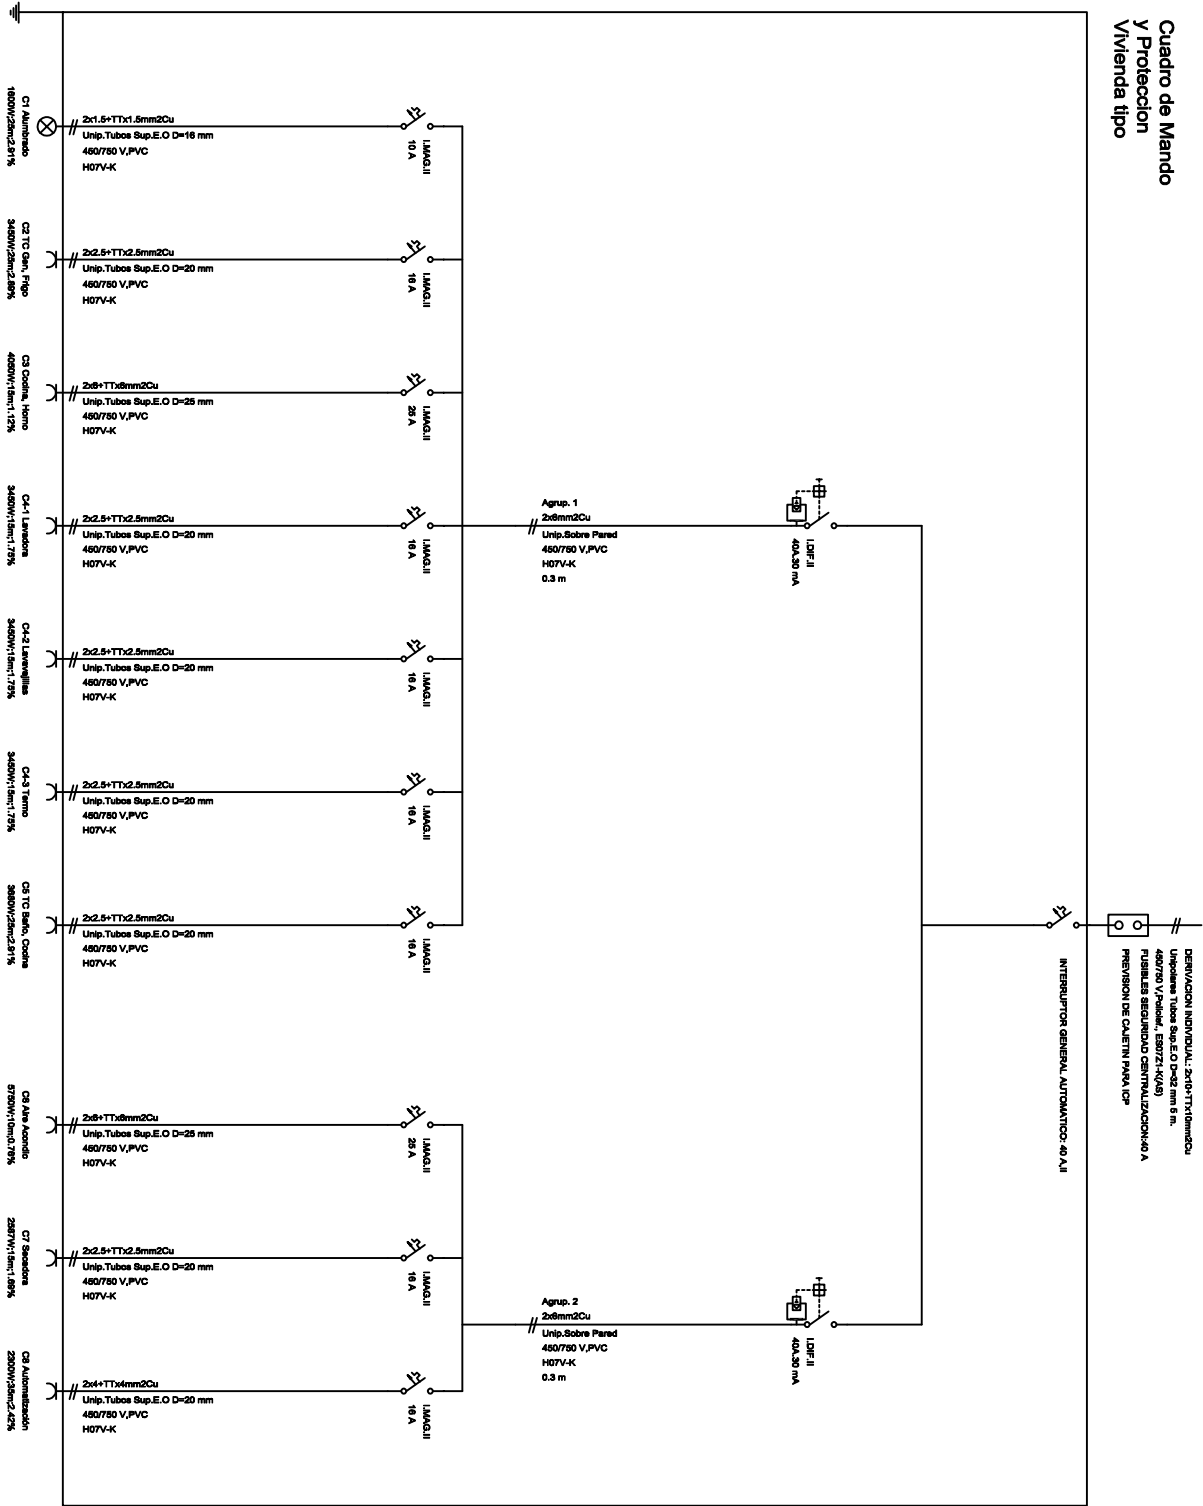 Cuadro de Mando
y Proteccion
Vivienda tipo
DERIVACION INDIVIDUAL: 2x10+TTx10mm2Cu
Unipolares Tubos Sup.E.O D=32 mm 5 m.
450/750 V,Poliolef., ES07Z1-K(AS)
FUSIBLES SEGURIDAD CENTRALIZACION:40 A
PREVISION DE CAJETIN PARA ICP
INTERRUPTOR GENERAL AUTOMATICO: 40 A,II
I.DIF.II
40A.30 mA
Agrup. 1
2x6mm2Cu
Unip.Sobre Pared
450/750 V,PVC
H07V-K
0.3 m
I.DIF.II
40A.30 mA
Agrup. 2
2x6mm2Cu
Unip.Sobre Pared
450/750 V,PVC
H07V-K
0.3 m
I.MAG.II
10 A
2x1.5+TTx1.5mm2Cu
Unip.Tubos Sup.E.O D=16 mm
450/750 V,PVC
H07V-K
C1 Alumbrado
1600W;25m;2.91%
I.MAG.II
16 A
2x2.5+TTx2.5mm2Cu
Unip.Tubos Sup.E.O D=20 mm
450/750 V,PVC
H07V-K
C2 TC Gen, Frigo
3450W;25m;2.89%
I.MAG.II
25 A
2x6+TTx6mm2Cu
Unip.Tubos Sup.E.O D=25 mm
450/750 V,PVC
H07V-K
C3 Cocina, Horno
4050W;15m;1.12%
I.MAG.II
16 A
2x2.5+TTx2.5mm2Cu
Unip.Tubos Sup.E.O D=20 mm
450/750 V,PVC
H07V-K
C4-1 Lavadora
3450W;15m;1.75%
I.MAG.II
16 A
2x2.5+TTx2.5mm2Cu
Unip.Tubos Sup.E.O D=20 mm
450/750 V,PVC
H07V-K
C4-2 Lavavajillas
3450W;15m;1.75%
I.MAG.II
16 A
2x2.5+TTx2.5mm2Cu
Unip.Tubos Sup.E.O D=20 mm
450/750 V,PVC
H07V-K
C4-3 Termo
3450W;15m;1.75%
I.MAG.II
16 A
2x2.5+TTx2.5mm2Cu
Unip.Tubos Sup.E.O D=20 mm
450/750 V,PVC
H07V-K
C5 TC Baño, Cocina
3680W;25m;2.91%
I.MAG.II
25 A
2x6+TTx6mm2Cu
Unip.Tubos Sup.E.O D=25 mm
450/750 V,PVC
H07V-K
C6 Aire Acondic
5750W;10m;0.76%
I.MAG.II
16 A
2x2.5+TTx2.5mm2Cu
Unip.Tubos Sup.E.O D=20 mm
450/750 V,PVC
H07V-K
C7 Secadora
2587W;15m;1.69%
I.MAG.II
16 A
2x4+TTx4mm2Cu
Unip.Tubos Sup.E.O D=20 mm
450/750 V,PVC
H07V-K
C8 Automatización
2300W;35m;2.42%